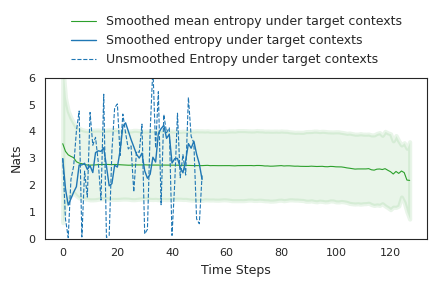 Smoothed mean entropy under target contexts
Smoothed entropy under target contexts
Unsmoothed Entropy under target contexts
6
5
4
3
2
1
0
Nats
0 20 40 60 80 100 120
Time Steps